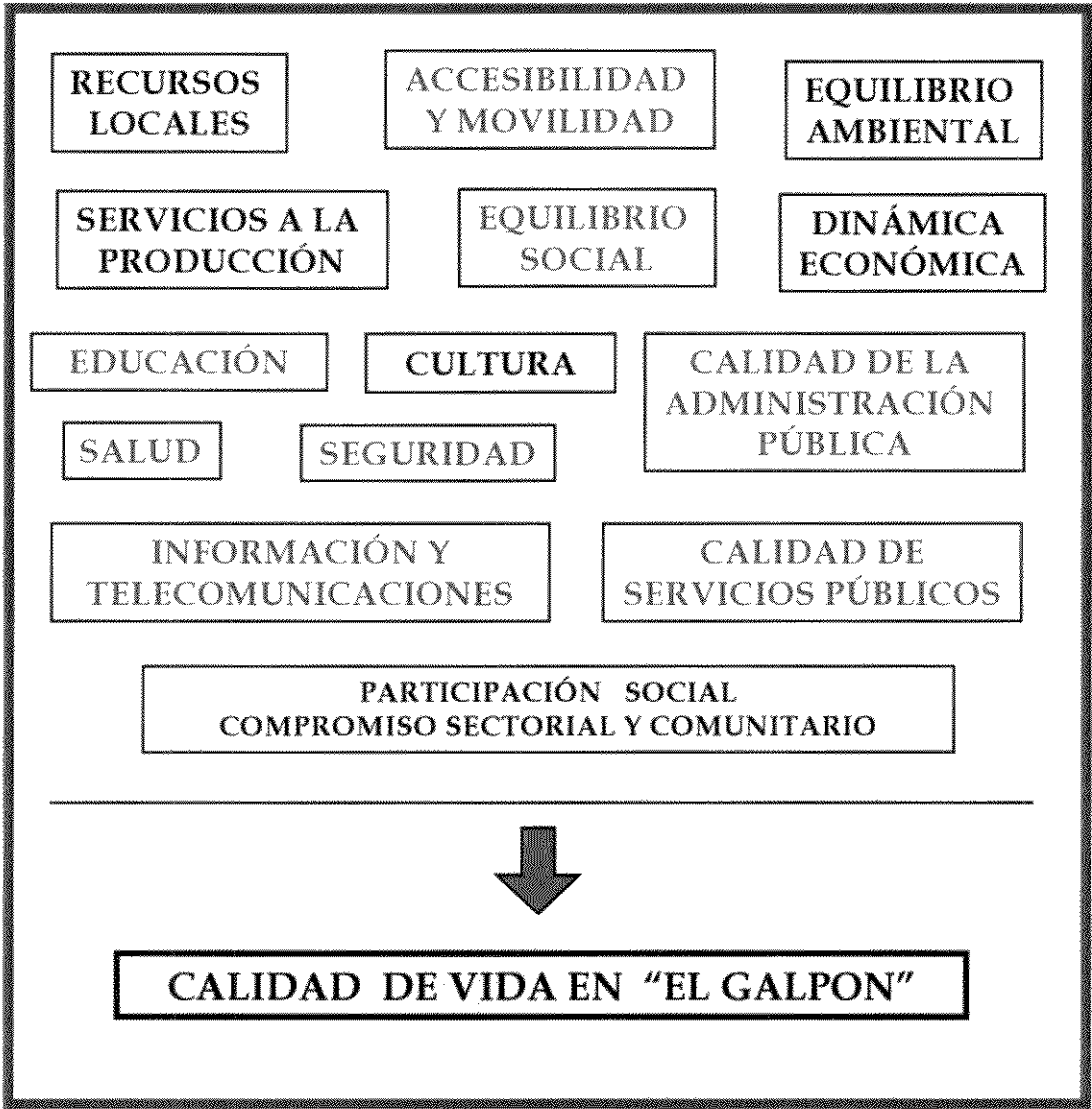 RECURSOS
LOCALES
ACCESIBILIDAD
Y MOVILIDAD
EQUILIBRIO
AMBIENTAL
SERVICIOS A LA
PRODUCCIÓN
EQUILIBRIO
SOCIAL
DINÁMICA
ECONÓMICA
EDUCACIÓN
CULTURA
CALIDAD DE LA
ADMINISTRACIÓN
PÚBLICA
SALUD
SEGURIDAD
INFORMACIÓN Y
TELECOMUNICACIONES
CALIDAD DE
SERVICIOS PÚBLICOS
PARTICIPACIÓN SOCIAL
COMPROMISO SECTORIAL Y COMUNITARIO
CALIDAD DE VIDA EN “EL GALPON”